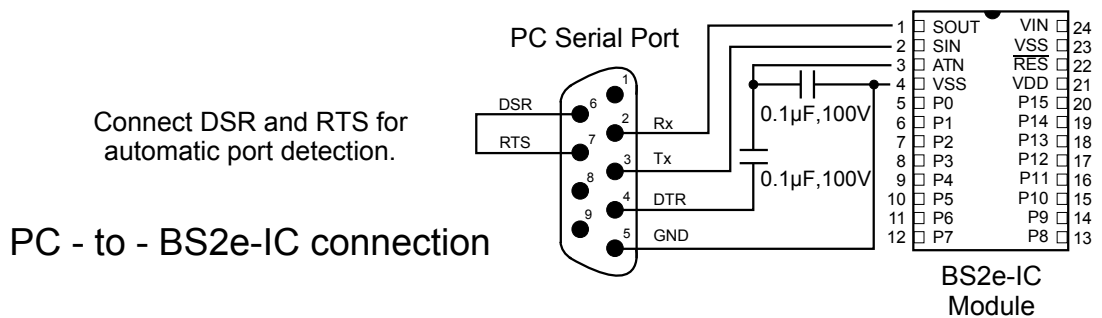 PC Serial Port
Connect DSR and RTS for
automatic port detection.
PC - to - BS2e-IC connection
DSR
RTS
1
6
2
7
3
8
4
9
5
Rx
Tx
DTR
GND
0.1µF,100V
0.1µF,100V
1 SOUT VIN 24
2 SIN VSS 23
3 ATN RES 22
4 VSS VDD 21
5 P0 P15 20
6 P1 P14 19
7 P2 P13 18
8 P3 P12 17
9 P4 P11 16
10 P5 P10 15
11 P6 P9 14
12 P7 P8 13
BS2e-IC
Module